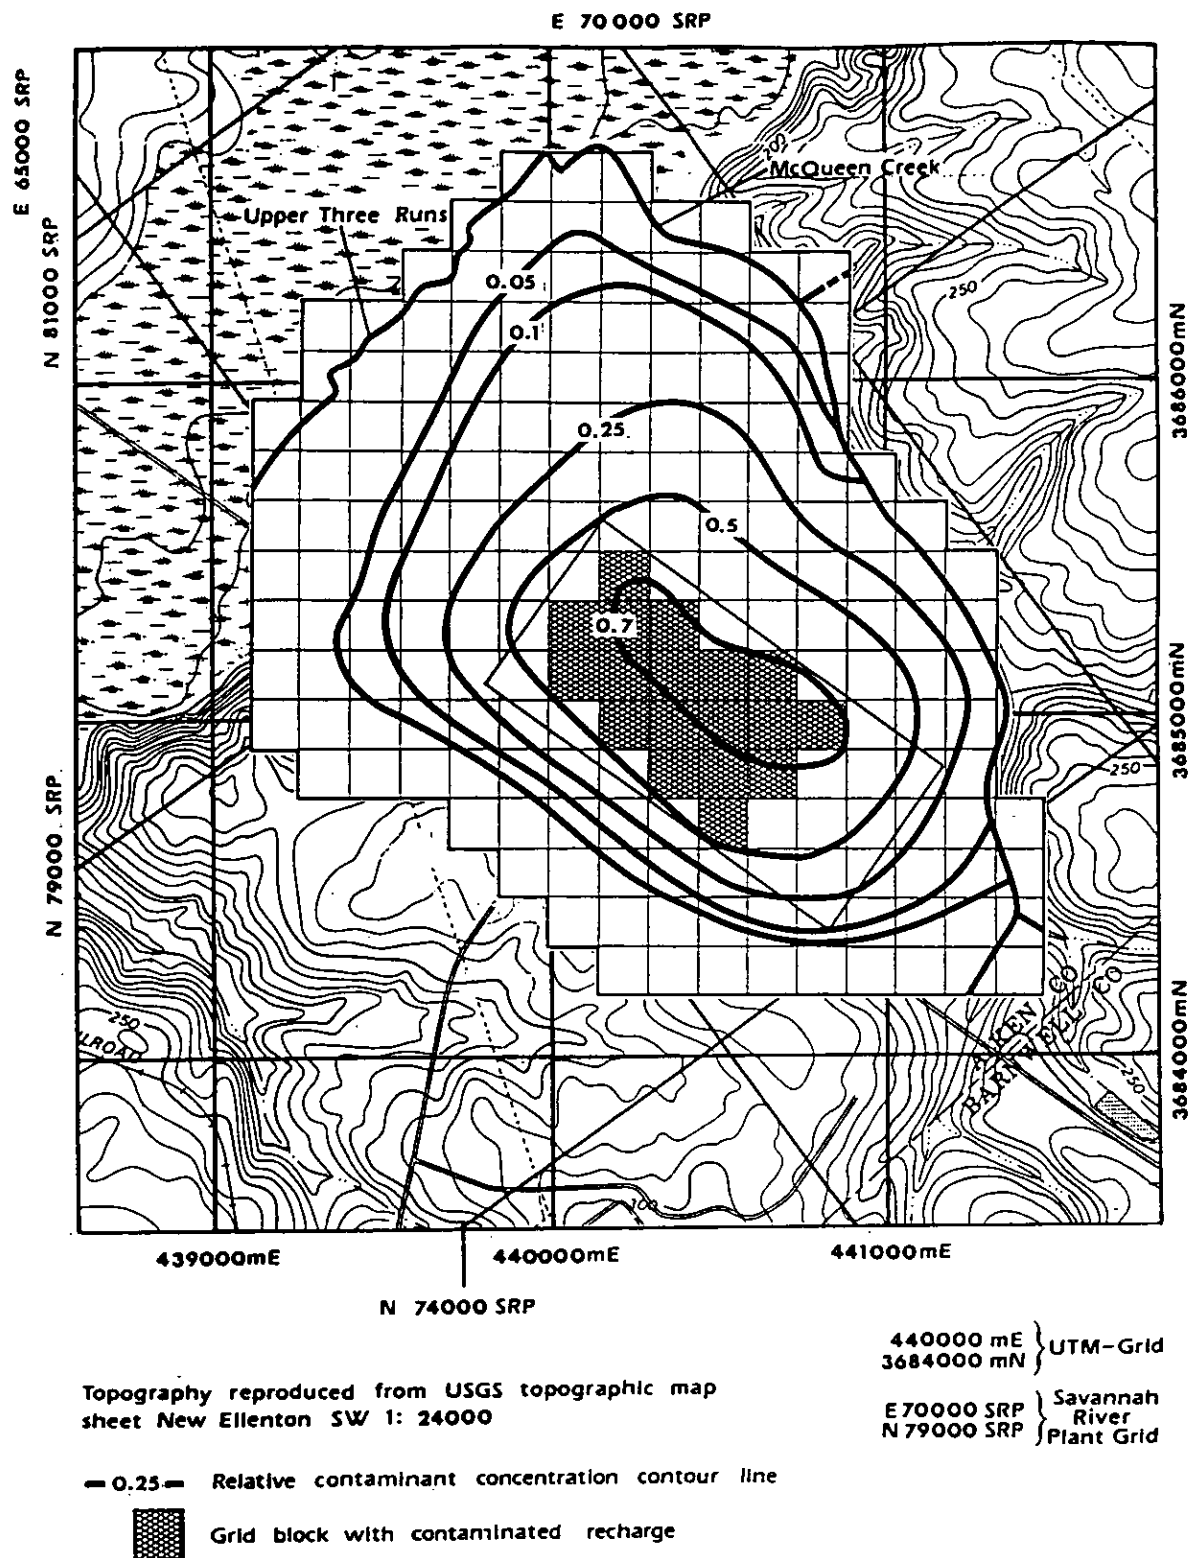 E 70000 SRP
E 65000 SRP
N 81000 SRP
N 79000 SRP
McQueen Creek
Upper Three Runs
200
250
0.05
0.1
0.25
0.5
0.7
3686000mN
3685000mN
3684000mN
250
250
ILROAD
AIKEN CO
BARNWELL CO
250
300
439000mE
440000mE
441000mE
N 74000 SRP
440000 mE
3684000 mN
UTM-Grid
E 70000 SRP
N 79000 SRP
Savannah
River
Plant Grid
Topography reproduced from USGS topographic map
sheet New Ellenton SW 1: 24000
0.25 Relative contaminant concentration contour line
Grid block with contaminated recharge